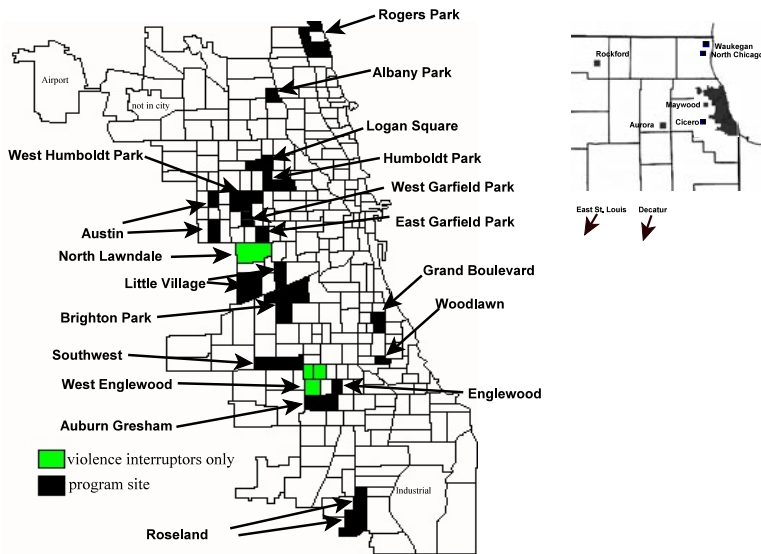 Rogers Park
Airport
not in city
Albany Park
Logan Square
West Humboldt Park
Humboldt Park
West Garfield Park
Austin
East Garfield Park
North Lawndale
Little Village
Grand Boulevard
Woodlawn
Brighton Park
Southwest
West Englewood
Englewood
Auburn Gresham
violence interruptors only
program site
Industrial
Roseland
Waukegan
North Chicago
Rockford
Maywood
Aurora
Cicero
East St. Louis
Decatur